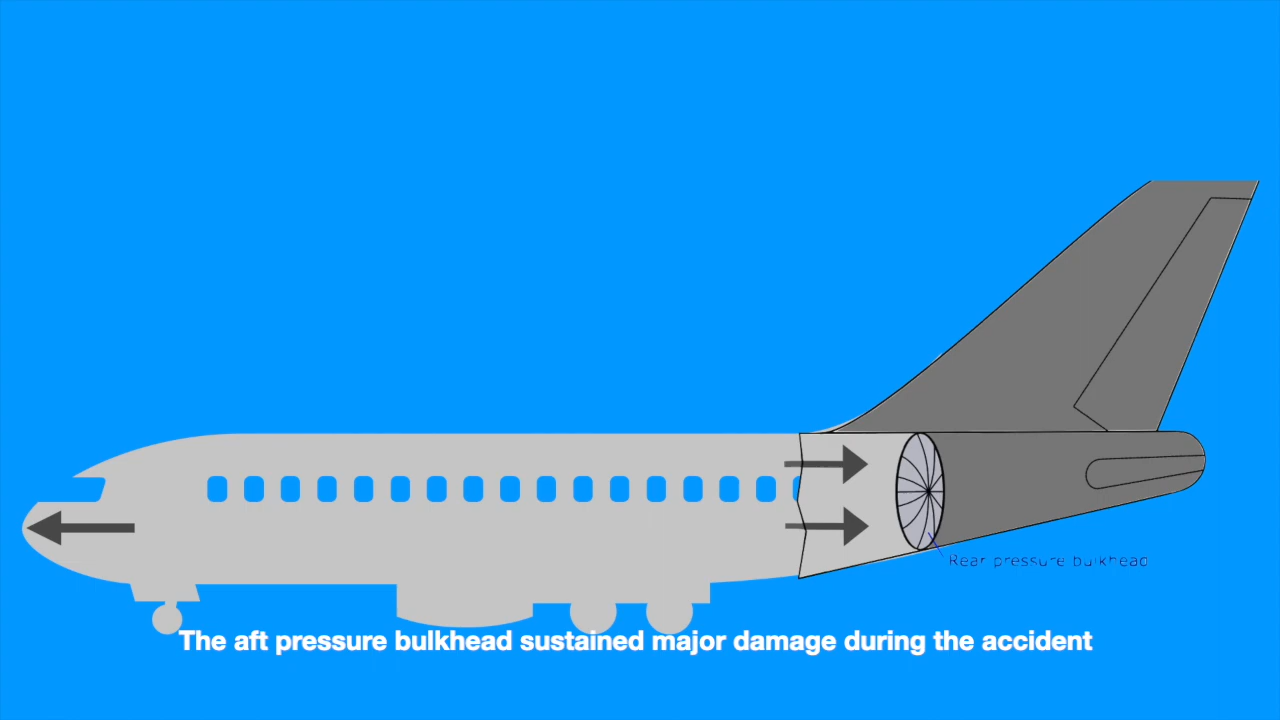 Rear pressure bulkhead
The aft pressure bulkhead sustained major damage during the accident